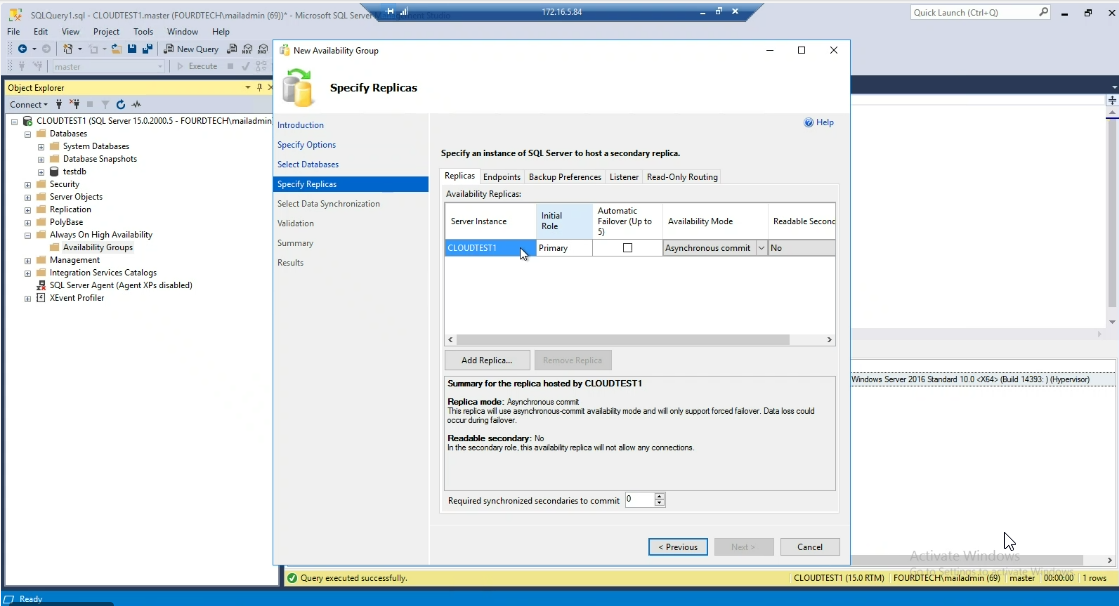 SQLQuery1.sql - CLOUDTEST1.master (FOURDTECH\mailadmin (69))* - Microsoft SQL Server
172.16.5.84
Quick Launch (Ctrl+Q)
File Edit View Project Tools Window Help
New Query
master Execute
Object Explorer
Connect
CLOUDTEST1 (SQL Server 15.0.2000.5 - FOURDTECH\mailadmin
Databases
System Databases
Database Snapshots
testdb
Security
Server Objects
Replication
PolyBase
Always On High Availability
Availability Groups
Management
Integration Services Catalogs
SQL Server Agent (Agent XPs disabled)
XEvent Profiler
New Availability Group
Specify Replicas
Introduction
Specify Options
Select Databases
Specify Replicas
Select Data Synchronization
Validation
Summary
Results
Help
Specify an instance of SQL Server to host a secondary replica.
Replicas Endpoints Backup Preferences Listener Read-Only Routing
Availability Replicas:
Server Instance Initial Role Automatic Failover (Up to 5) Availability Mode Readable Second
CLOUDTEST1 Primary Asynchronous commit No
Add Replica... Remove Replica
Summary for the replica hosted by CLOUDTEST1
Replica mode: Asynchronous commit
This replica will use asynchronous-commit availability mode and will only support forced failover. Data loss could
occur during failover.
Readable secondary: No
In the secondary role, this availability replica will not allow any connections.
Required synchronized secondaries to commit 0
< Previous Next > Cancel
Windows Server 2016 Standard 10.0 <X64> (Build 14393: ) (Hypervisor)
Activate Windows
Go to Settings to activate Windows.
Query executed successfully. CLOUDTEST1 (15.0 RTM) FOURDTECH\mailadmin (69) master 00:00:00 1 rows
Ready